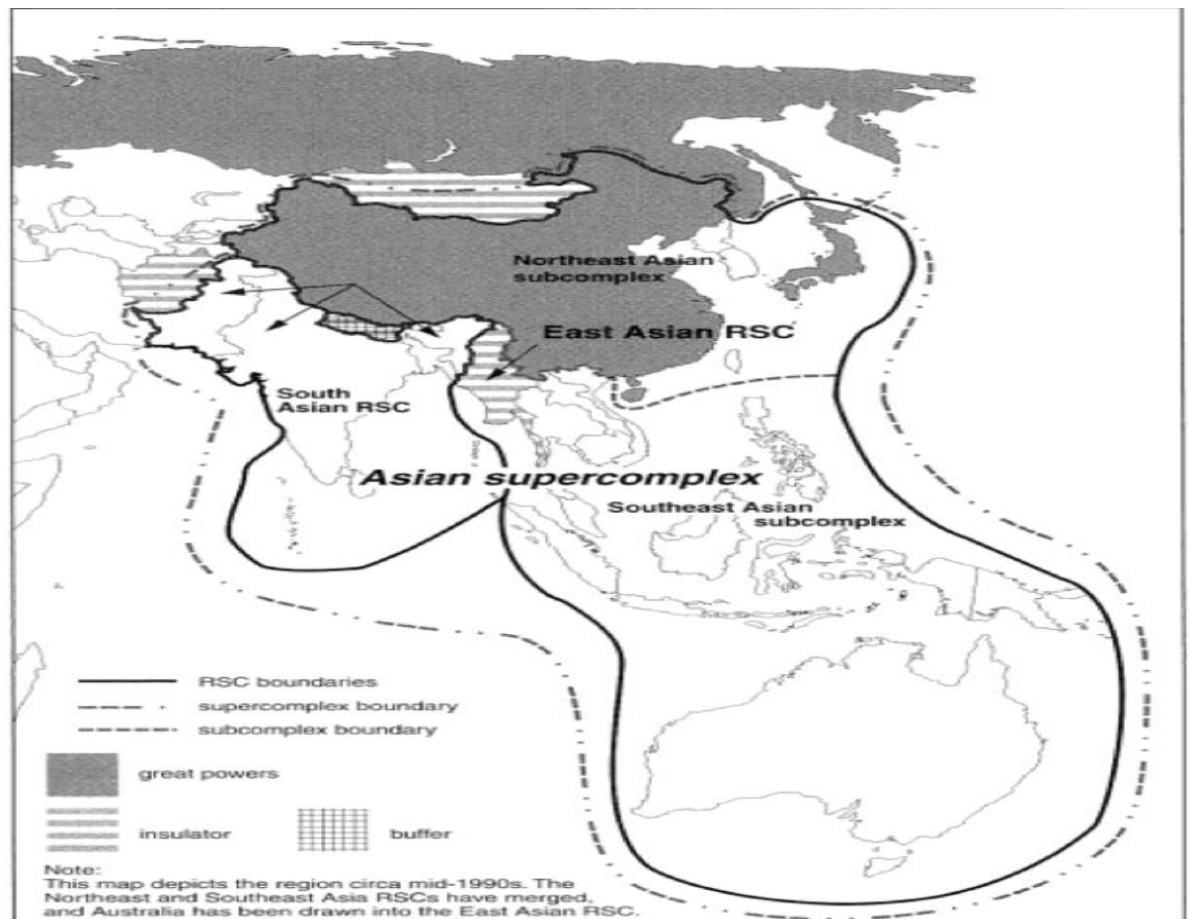 Northeast Asian
subcomplex
East Asian RSC
South
Asian RSC
Asian supercomplex
Southeast Asian
subcomplex
RSC boundaries
supercomplex boundary
subcomplex boundary
great powers
insulator
buffer
Note:
This map depicts the region circa mid-1990s. The
Northeast and Southeast Asia RSCs have merged,
and Australia has been drawn into the East Asian RSC.